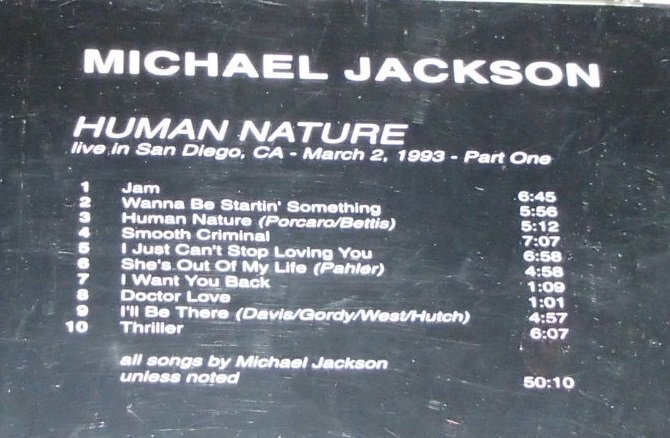 MICHAEL JACKSON
HUMAN NATURE
live in San Diego, CA - March 2, 1993 - Part One
1 Jam 6:45
2 Wanna Be Startin' Something 5:56
3 Human Nature (Porcaro/Bettis) 5:12
4 Smooth Criminal 7:07
5 I Just Can't Stop Loving You 6:58
6 She's Out Of My Life (Pahler) 4:58
7 I Want You Back 1:09
8 Doctor Love 1:01
9 I'll Be There (Davis/Gordy/West/Hutch) 4:57
10 Thriller 6:07
all songs by Michael Jackson
unless noted 50:10